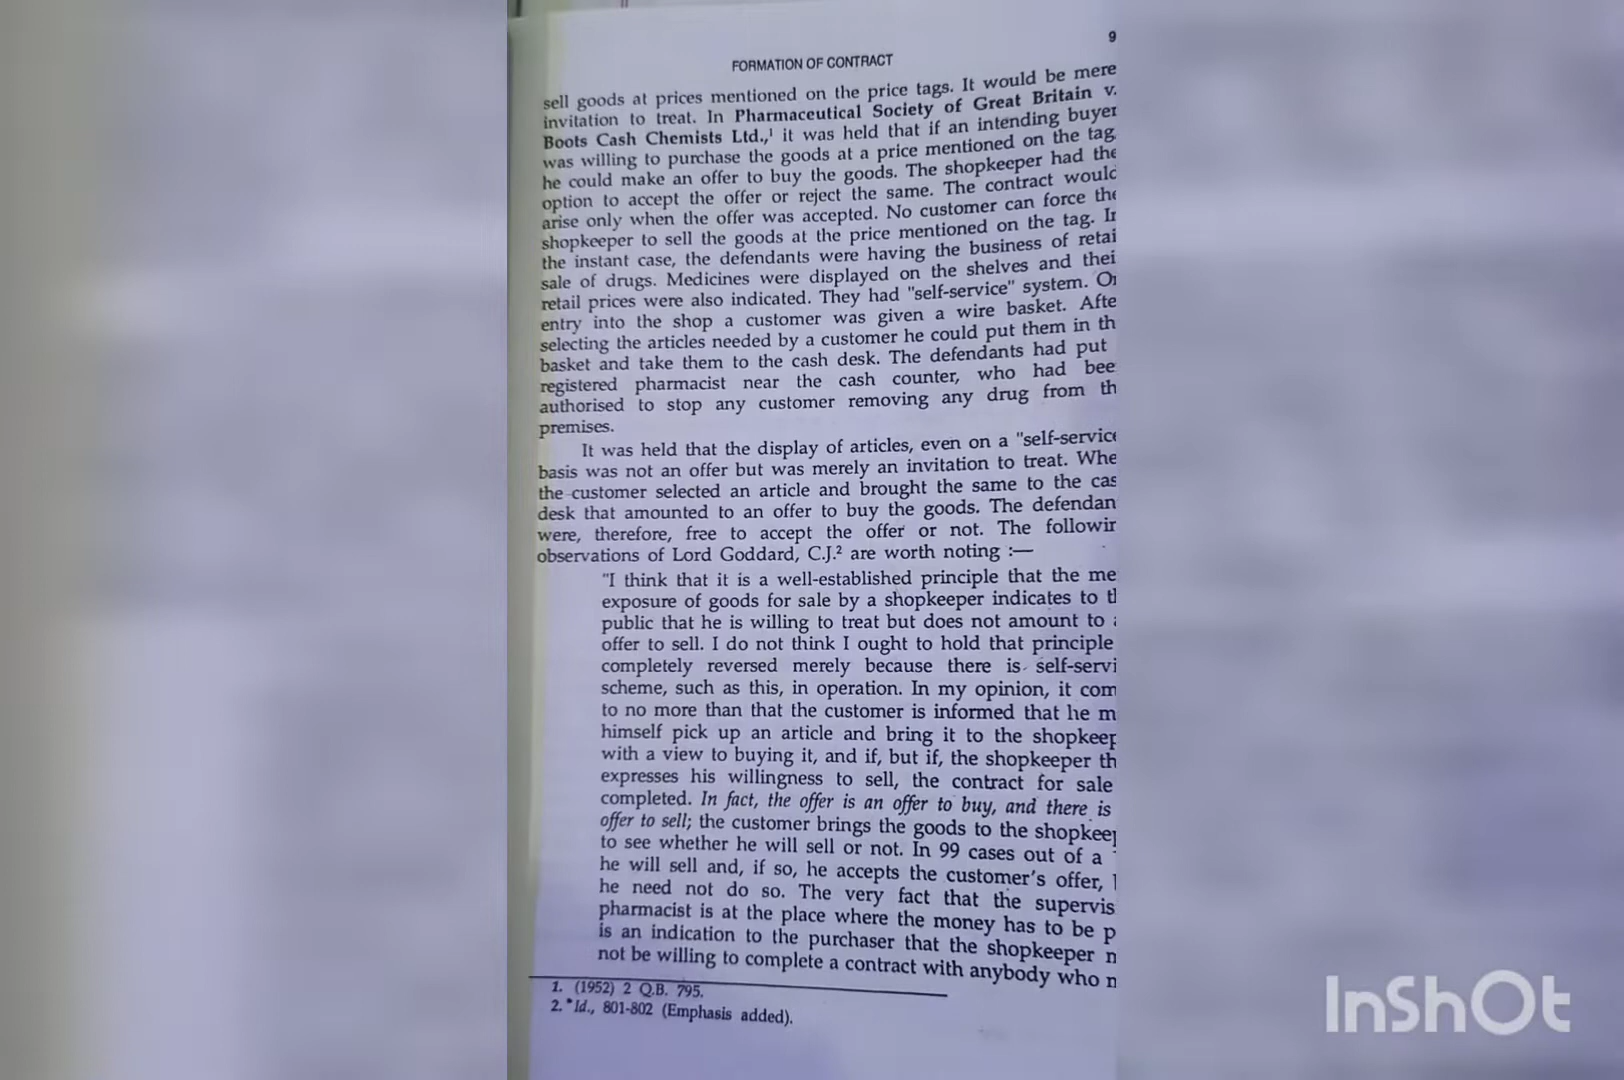 9
FORMATION OF CONTRACT
sell goods at prices mentioned on the price tags. It would be mere
invitation to treat. In Pharmaceutical Society of Great Britain v.
Boots Cash Chemists Ltd.,¹ it was held that if an intending buyer
was willing to purchase the goods at a price mentioned on the tag
he could make an offer to buy the goods. The shopkeeper had the
option to accept the offer or reject the same. The contract would
arise only when the offer was accepted. No customer can force the
shopkeeper to sell the goods at the price mentioned on the tag. In
the instant case, the defendants were having the business of retai
sale of drugs. Medicines were displayed on the shelves and thei
retail prices were also indicated. They had "self-service" system. On
entry into the shop a customer was given a wire basket. Afte
selecting the articles needed by a customer he could put them in th
basket and take them to the cash desk. The defendants had put
registered pharmacist near the cash counter, who had bee
authorised to stop any customer removing any drug from th
premises.
It was held that the display of articles, even on a "self-service
basis was not an offer but was merely an invitation to treat. Whe
the customer selected an article and brought the same to the cas
desk that amounted to an offer to buy the goods. The defendan
were, therefore, free to accept the offer or not. The followin
observations of Lord Goddard, C.J.² are worth noting :—
"I think that it is a well-established principle that the me
exposure of goods for sale by a shopkeeper indicates to t
public that he is willing to treat but does not amount to
offer to sell. I do not think I ought to hold that principle
completely reversed merely because there is self-servi
scheme, such as this, in operation. In my opinion, it com
to no more than that the customer is informed that he m
himself pick up an article and bring it to the shopkeep
with a view to buying it, and if, but if, the shopkeeper th
expresses his willingness to sell, the contract for sale
completed. In fact, the offer is an offer to buy, and there is
offer to sell; the customer brings the goods to the shopkeep
to see whether he will sell or not. In 99 cases out of a
he will sell and, if so, he accepts the customer's offer,
he need not do so. The very fact that the supervis
pharmacist is at the place where the money has to be p
is an indication to the purchaser that the shopkeeper
not be willing to complete a contract with anybody who
1. (1952) 2 Q.B. 795.
2. Id., 801-802 (Emphasis added).
InShOt